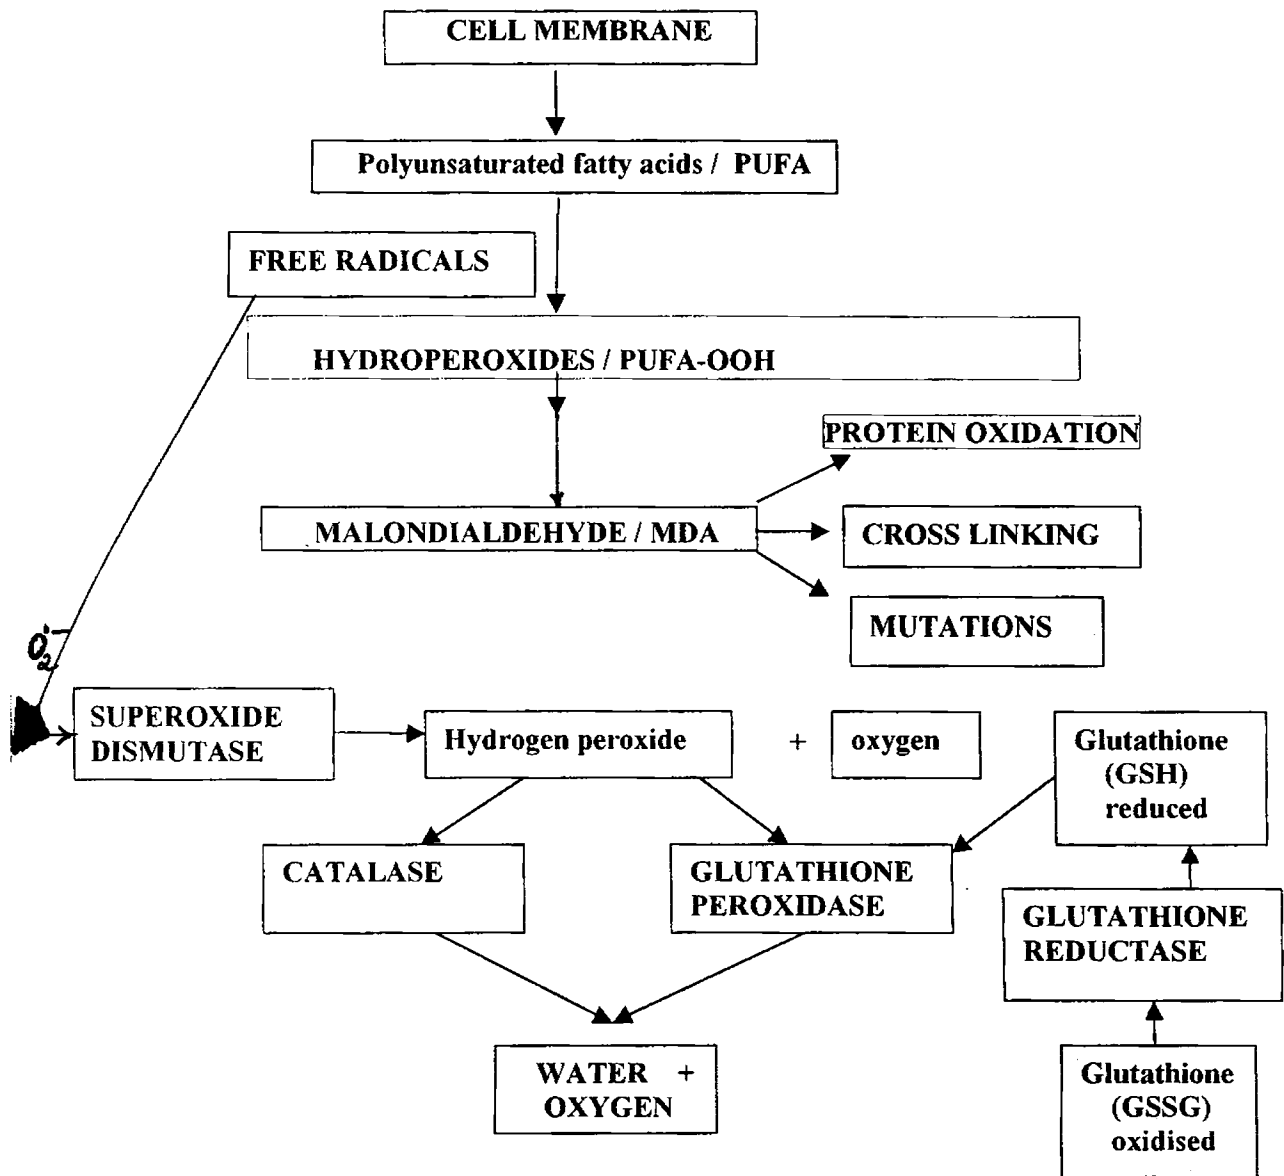 CELL MEMBRANE
Polyunsaturated fatty acids / PUFA
FREE RADICALS
HYDROPEROXIDES / PUFA-OOH
PROTEIN OXIDATION
MALONDIALDEHYDE / MDA
CROSS LINKING
MUTATIONS
O₂˙⁻
SUPEROXIDE
DISMUTASE
Hydrogen peroxide
+
oxygen
Glutathione
(GSH)
reduced
CATALASE
GLUTATHIONE
PEROXIDASE
GLUTATHIONE
REDUCTASE
WATER +
OXYGEN
Glutathione
(GSSG)
oxidised